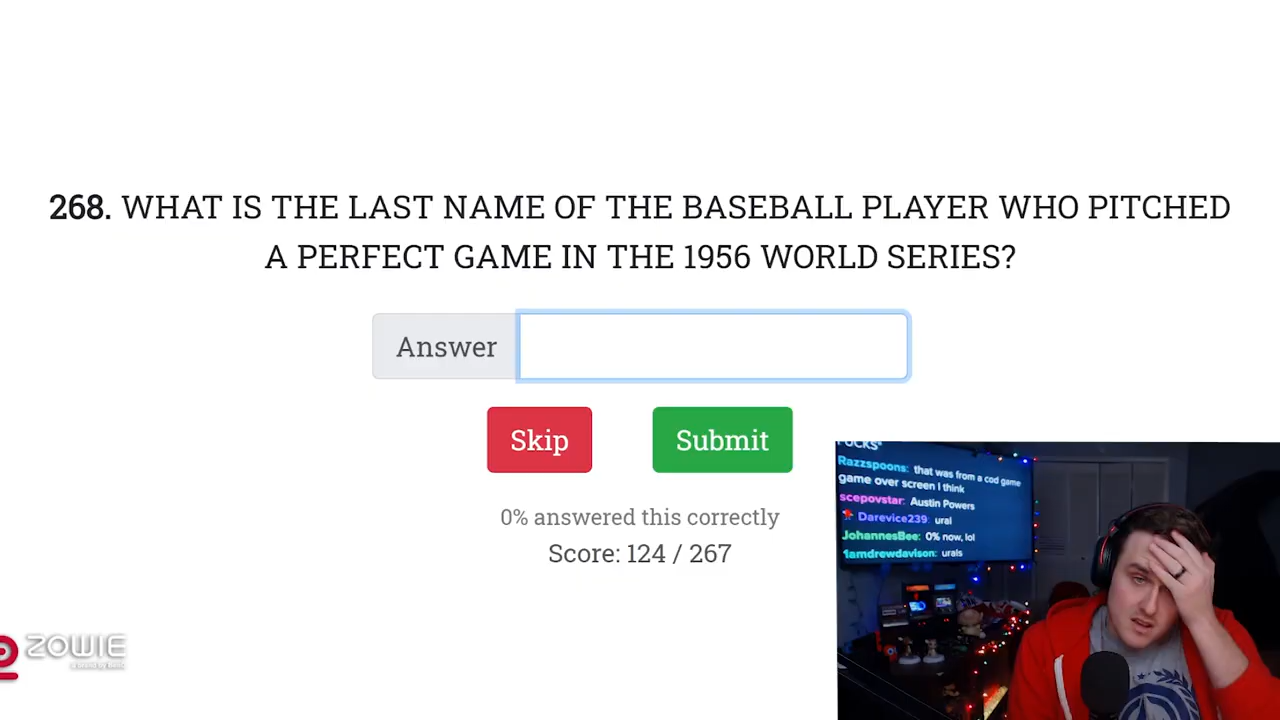 268. WHAT IS THE LAST NAME OF THE BASEBALL PLAYER WHO PITCHED
A PERFECT GAME IN THE 1956 WORLD SERIES?
Answer
Skip
Submit
0% answered this correctly
Score: 124 / 267
Razzspoons: that was from a cod game
game over screen I think
scepovstar: Austin Powers
Darevice239: ural
JohannesBee: 0% now, lol
1amdrewdavison: urals
ZOWIE